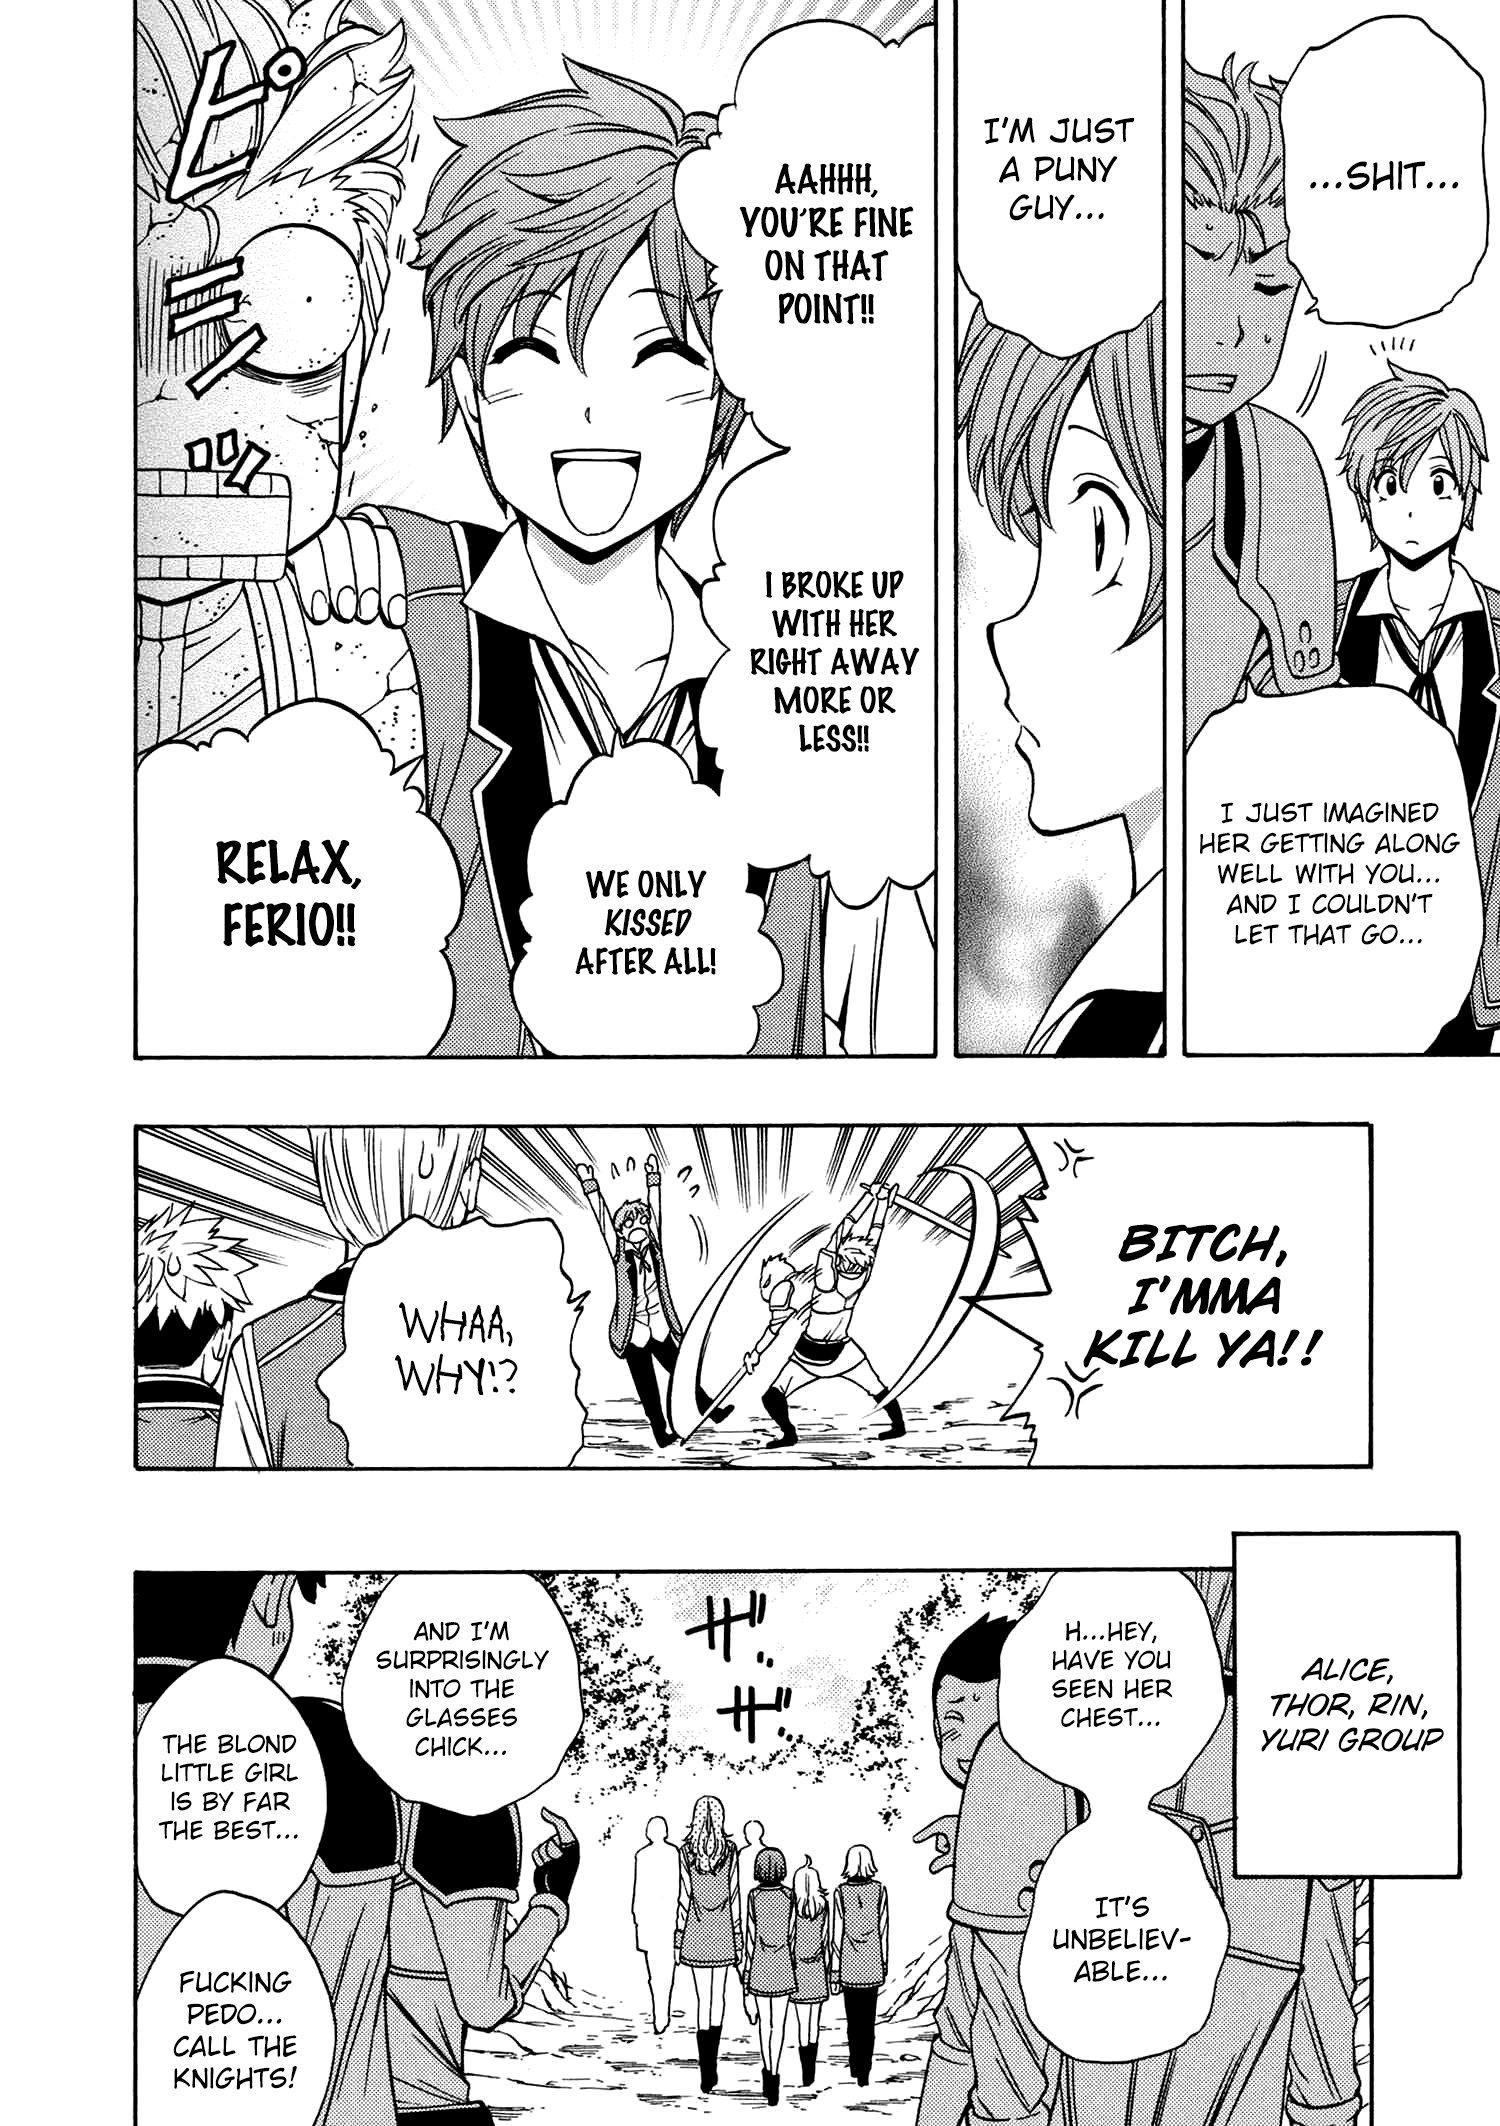 ...SHIT...
I JUST IMAGINED
HER GETTING ALONG
WELL WITH YOU...
AND I COULDN'T
LET THAT GO...
I'M JUST
A PUNY
GUY...
AAHHH,
YOU'RE FINE
ON THAT
POINT!!
I BROKE UP
WITH HER
RIGHT AWAY
MORE OR
LESS!!
WE ONLY
KISSED
AFTER ALL!
RELAX,
FERIO!!
ピシッ
BITCH,
I'MMA
KILL YA!!
WHAA,
WHY!?
ALICE,
THOR, RIN,
YURI GROUP
H...HEY,
HAVE YOU
SEEN HER
CHEST...
IT'S
UNBELIEV-
ABLE...
AND I'M
SURPRISINGLY
INTO THE
GLASSES
CHICK...
THE BLOND
LITTLE GIRL
IS BY FAR
THE BEST...
FUCKING
PEDO...
CALL THE
KNIGHTS!
ザ...
ザ...